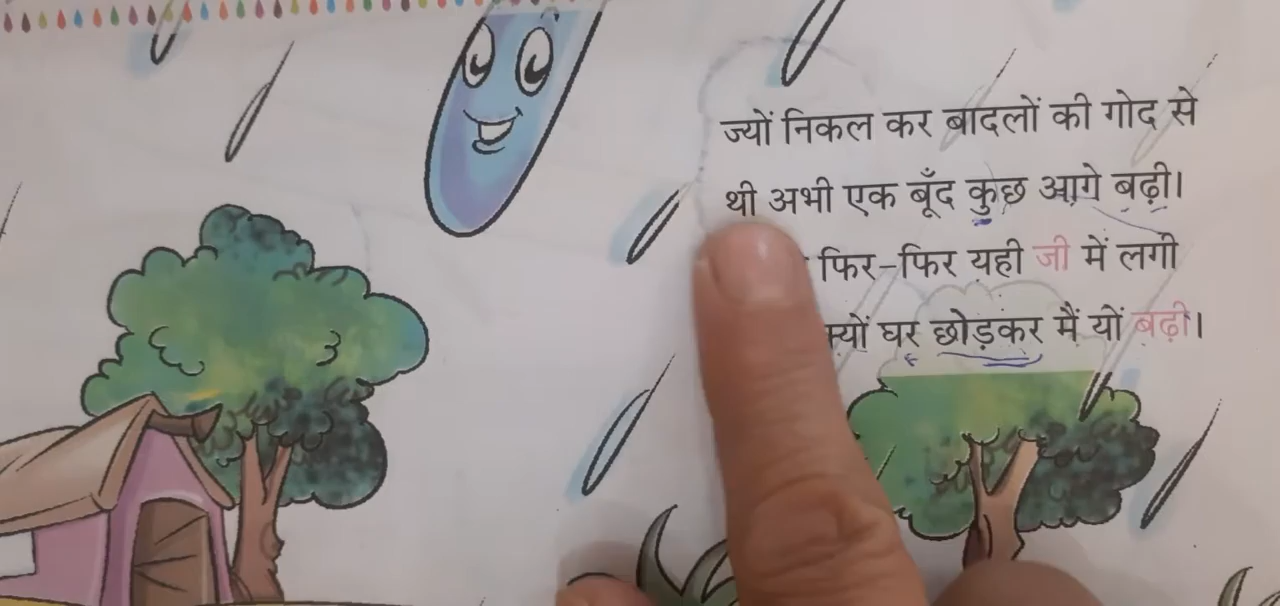 ज्यों निकल कर बादलों की गोद से
थी अभी एक बूँद कुछ आगे बढ़ी।
फिर-फिर यही जी में लगी
क्यों घर छोड़कर मैं यों बढ़ी।